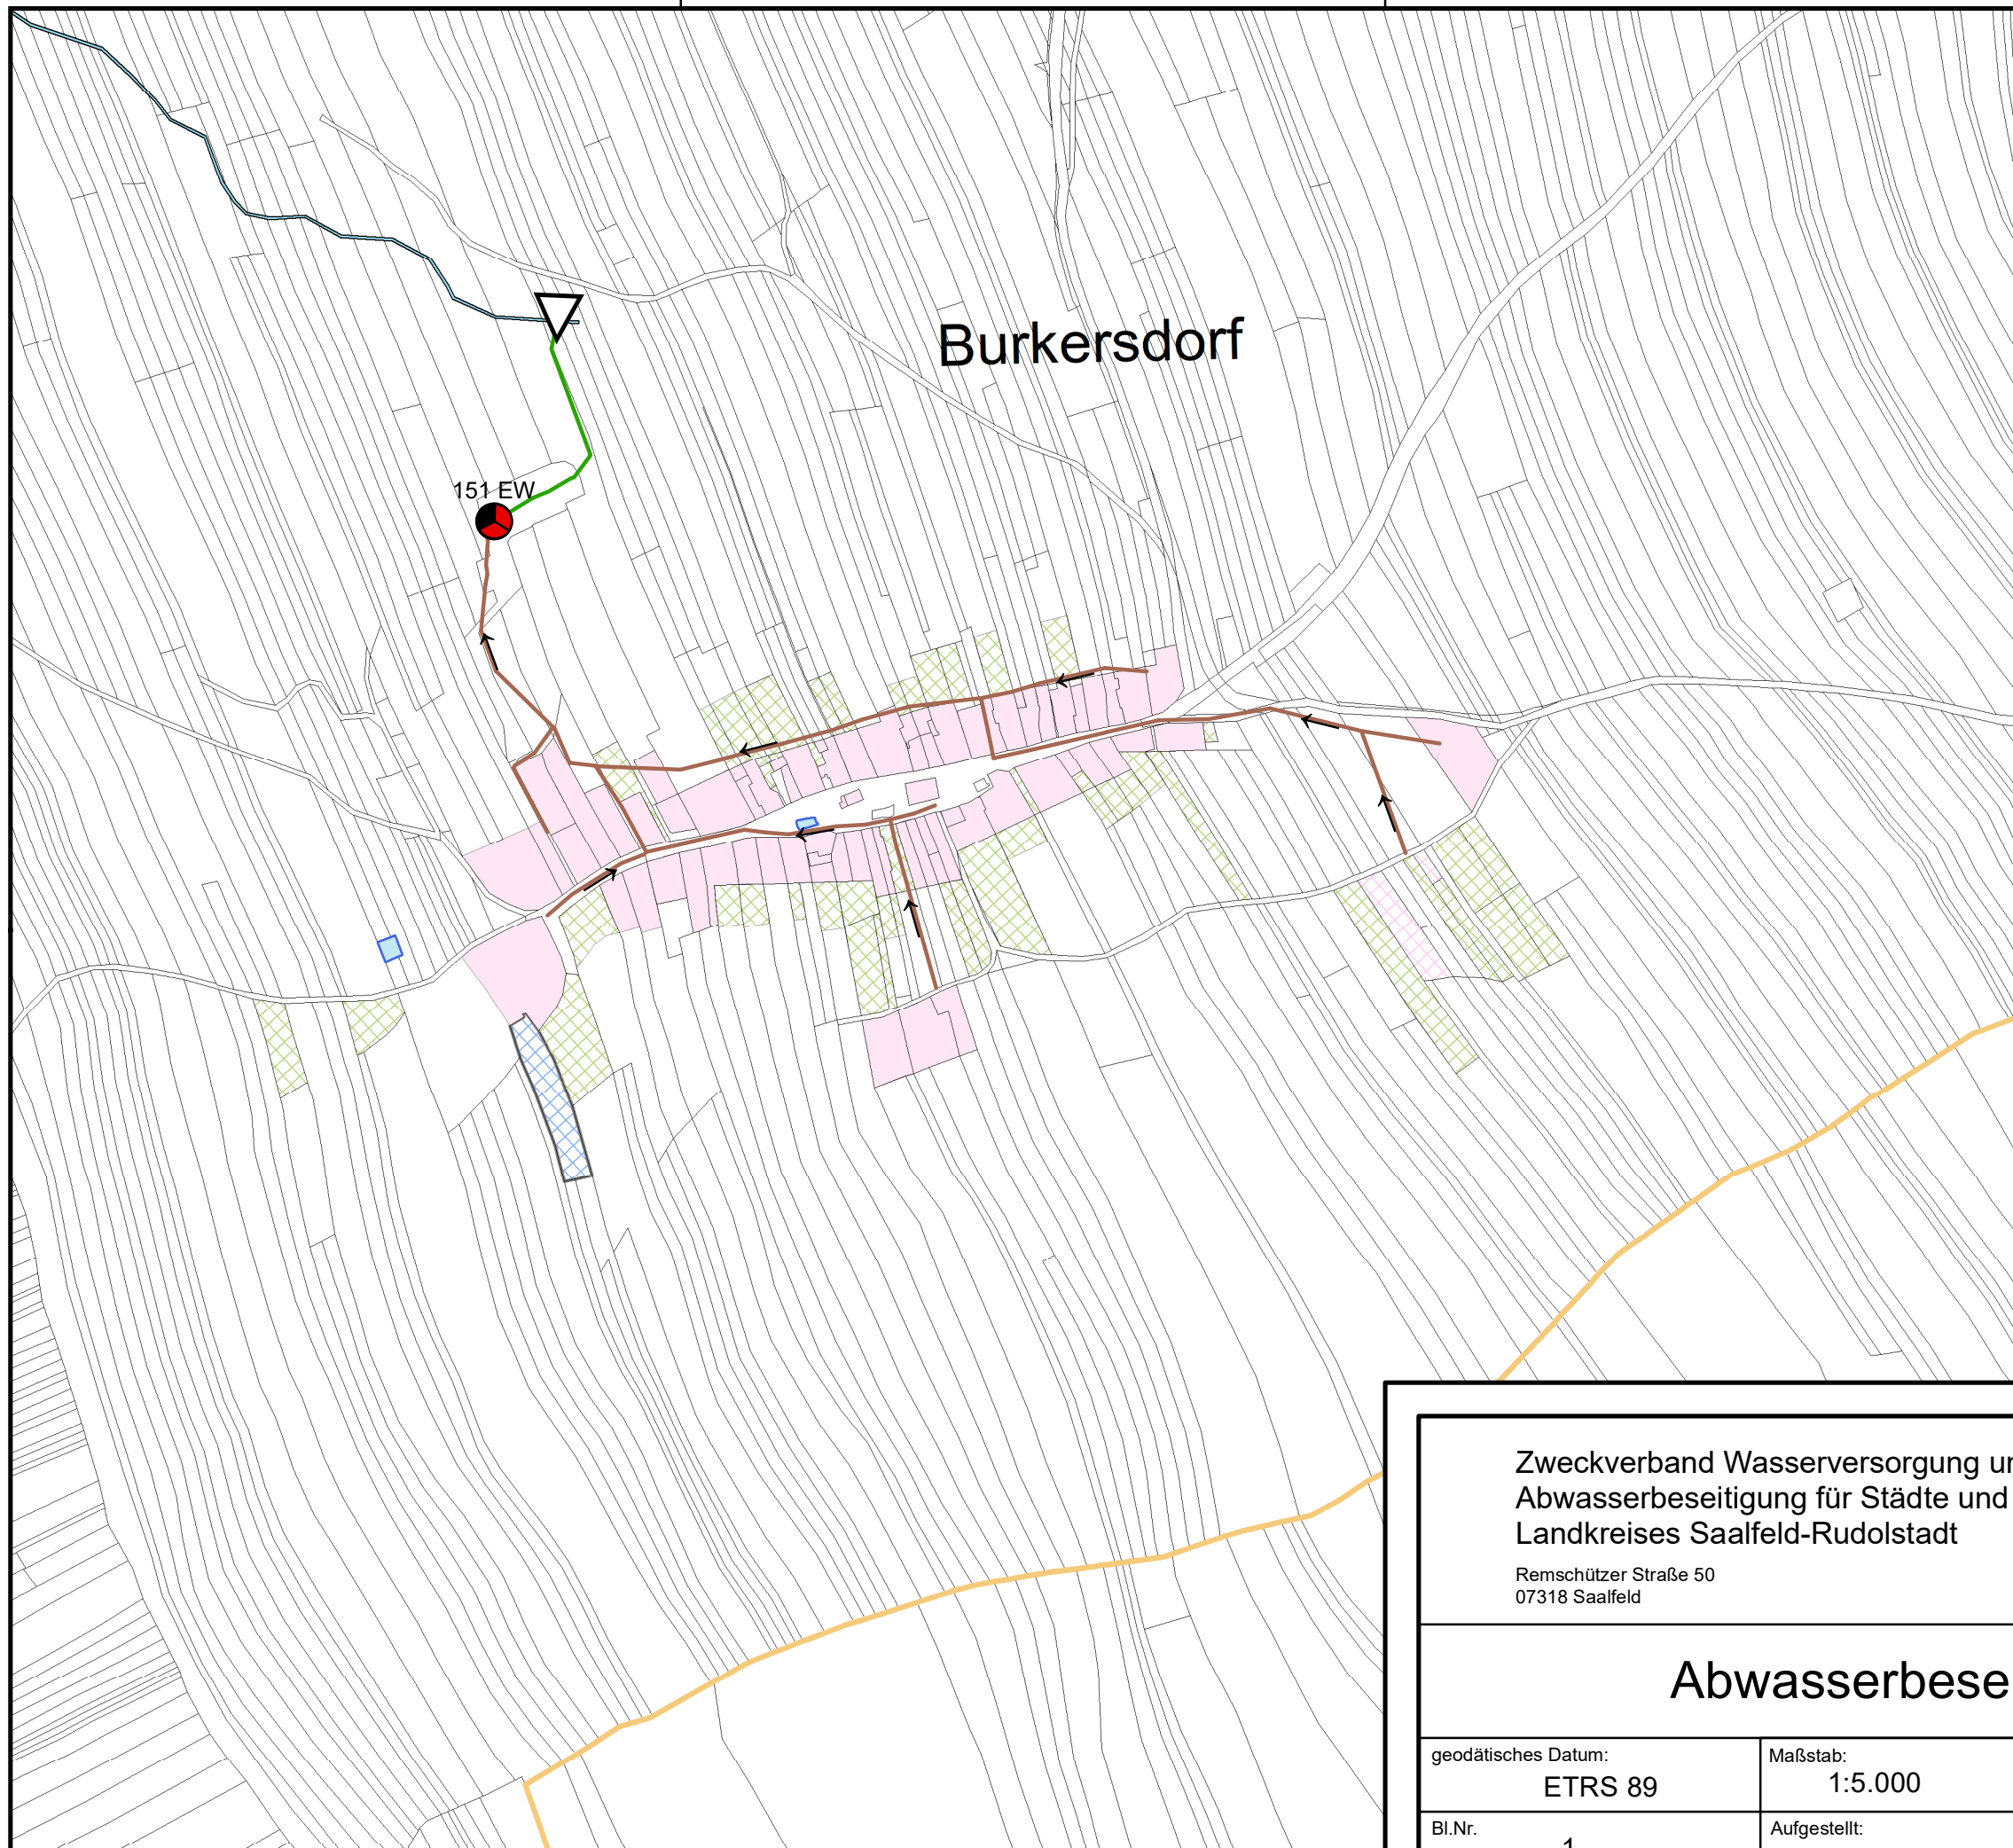 Burkersdorf
151 EW
Zweckverband Wasserversorgung
Abwasserbeseitigung für Städte und
Landkreises Saalfeld-Rudolstadt
Remschützer Straße 50
07318 Saalfeld
Abwasserbese
geodätisches Datum:
ETRS 89
Maßstab:
1:5.000
Bl.Nr.
1
Aufgestellt: